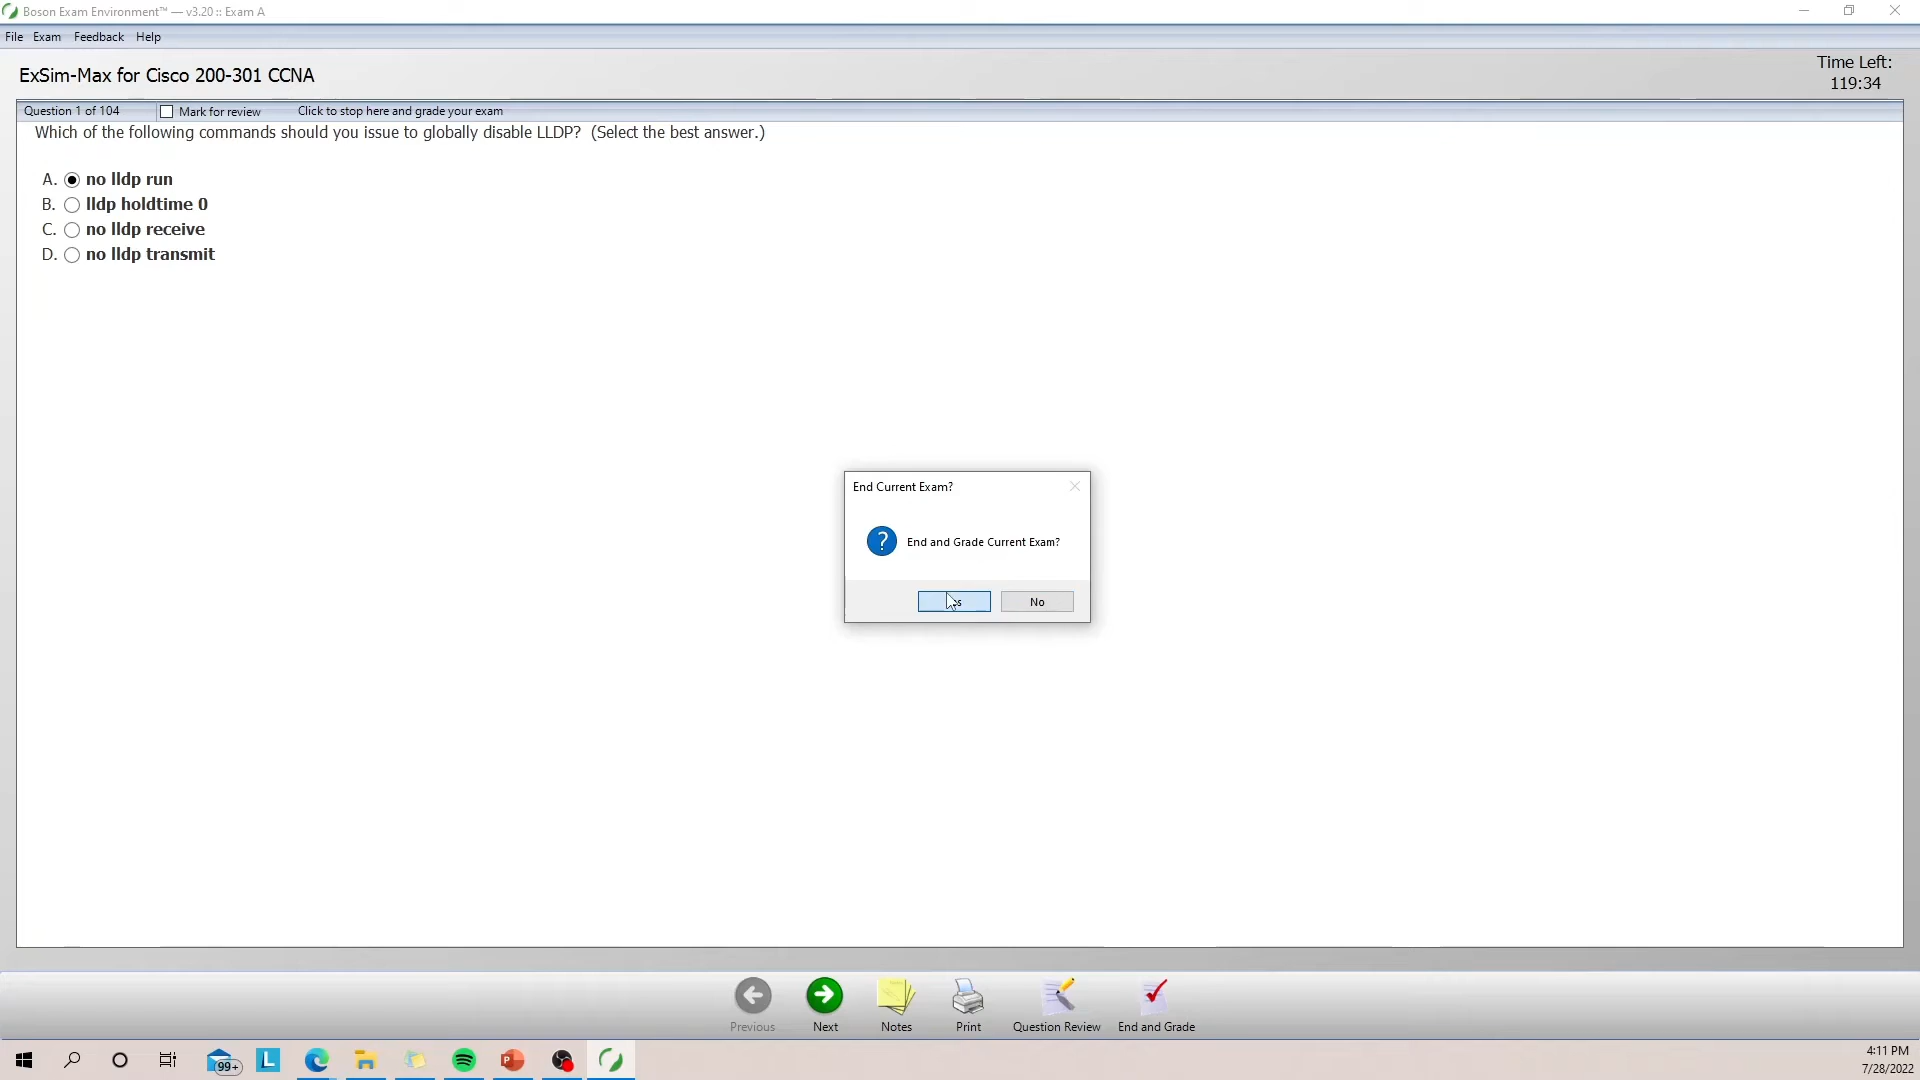 Boson Exam Environment™ — v3.20 :: Exam A
File Exam Feedback Help
ExSim-Max for Cisco 200-301 CCNA
Time Left:
119:34
Question 1 of 104 Mark for review Click to stop here and grade your exam
Which of the following commands should you issue to globally disable LLDP? (Select the best answer.)
A. no lldp run
B. lldp holdtime 0
C. no lldp receive
D. no lldp transmit
End Current Exam?
? End and Grade Current Exam?
No
Previous Next Notes Print Question Review End and Grade
99+ L P
4:11 PM
7/28/2022